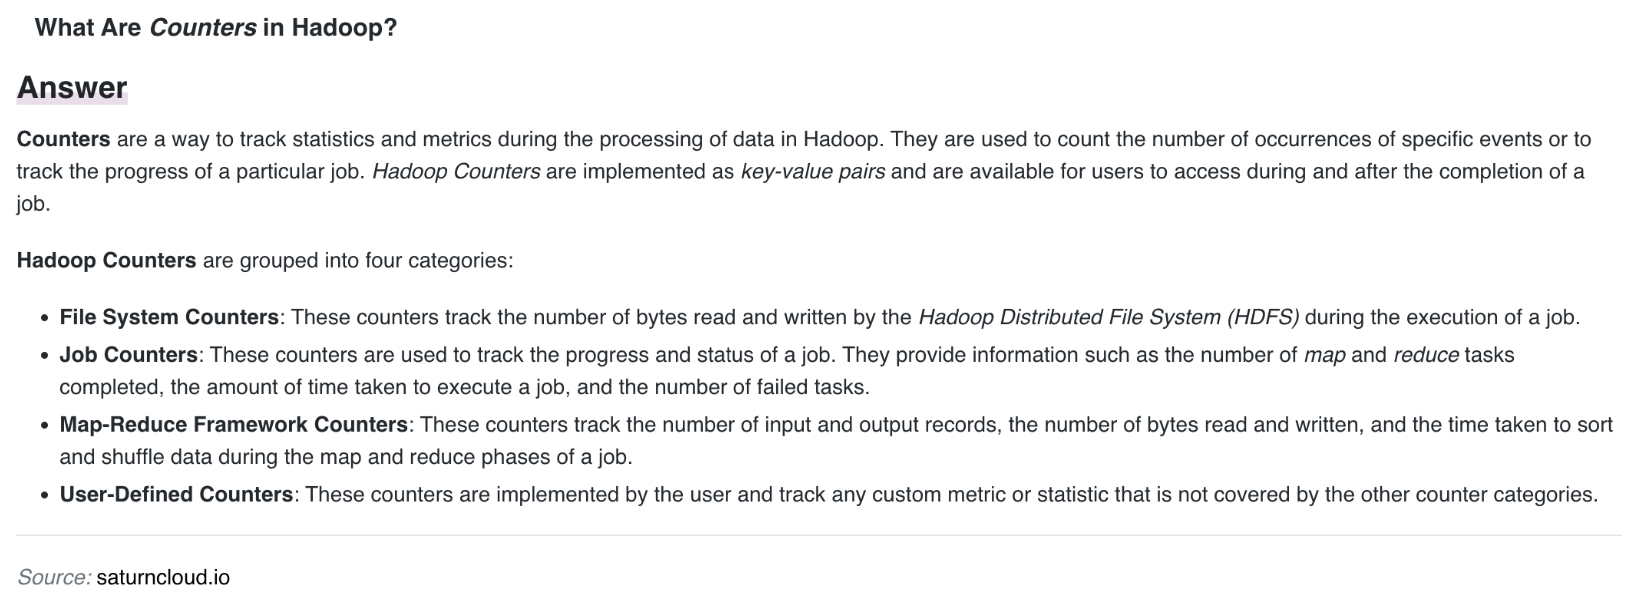 What Are Counters in Hadoop?
Answer
Counters are a way to track statistics and metrics during the processing of data in Hadoop. They are used to count the number of occurrences of specific events or to
track the progress of a particular job. Hadoop Counters are implemented as key-value pairs and are available for users to access during and after the completion of a
job.
Hadoop Counters are grouped into four categories:
• File System Counters: These counters track the number of bytes read and written by the Hadoop Distributed File System (HDFS) during the execution of a job.
• Job Counters: These counters are used to track the progress and status of a job. They provide information such as the number of map and reduce tasks
completed, the amount of time taken to execute a job, and the number of failed tasks.
• Map-Reduce Framework Counters: These counters track the number of input and output records, the number of bytes read and written, and the time taken to sort
and shuffle data during the map and reduce phases of a job.
• User-Defined Counters: These counters are implemented by the user and track any custom metric or statistic that is not covered by the other counter categories.
Source: saturncloud.io